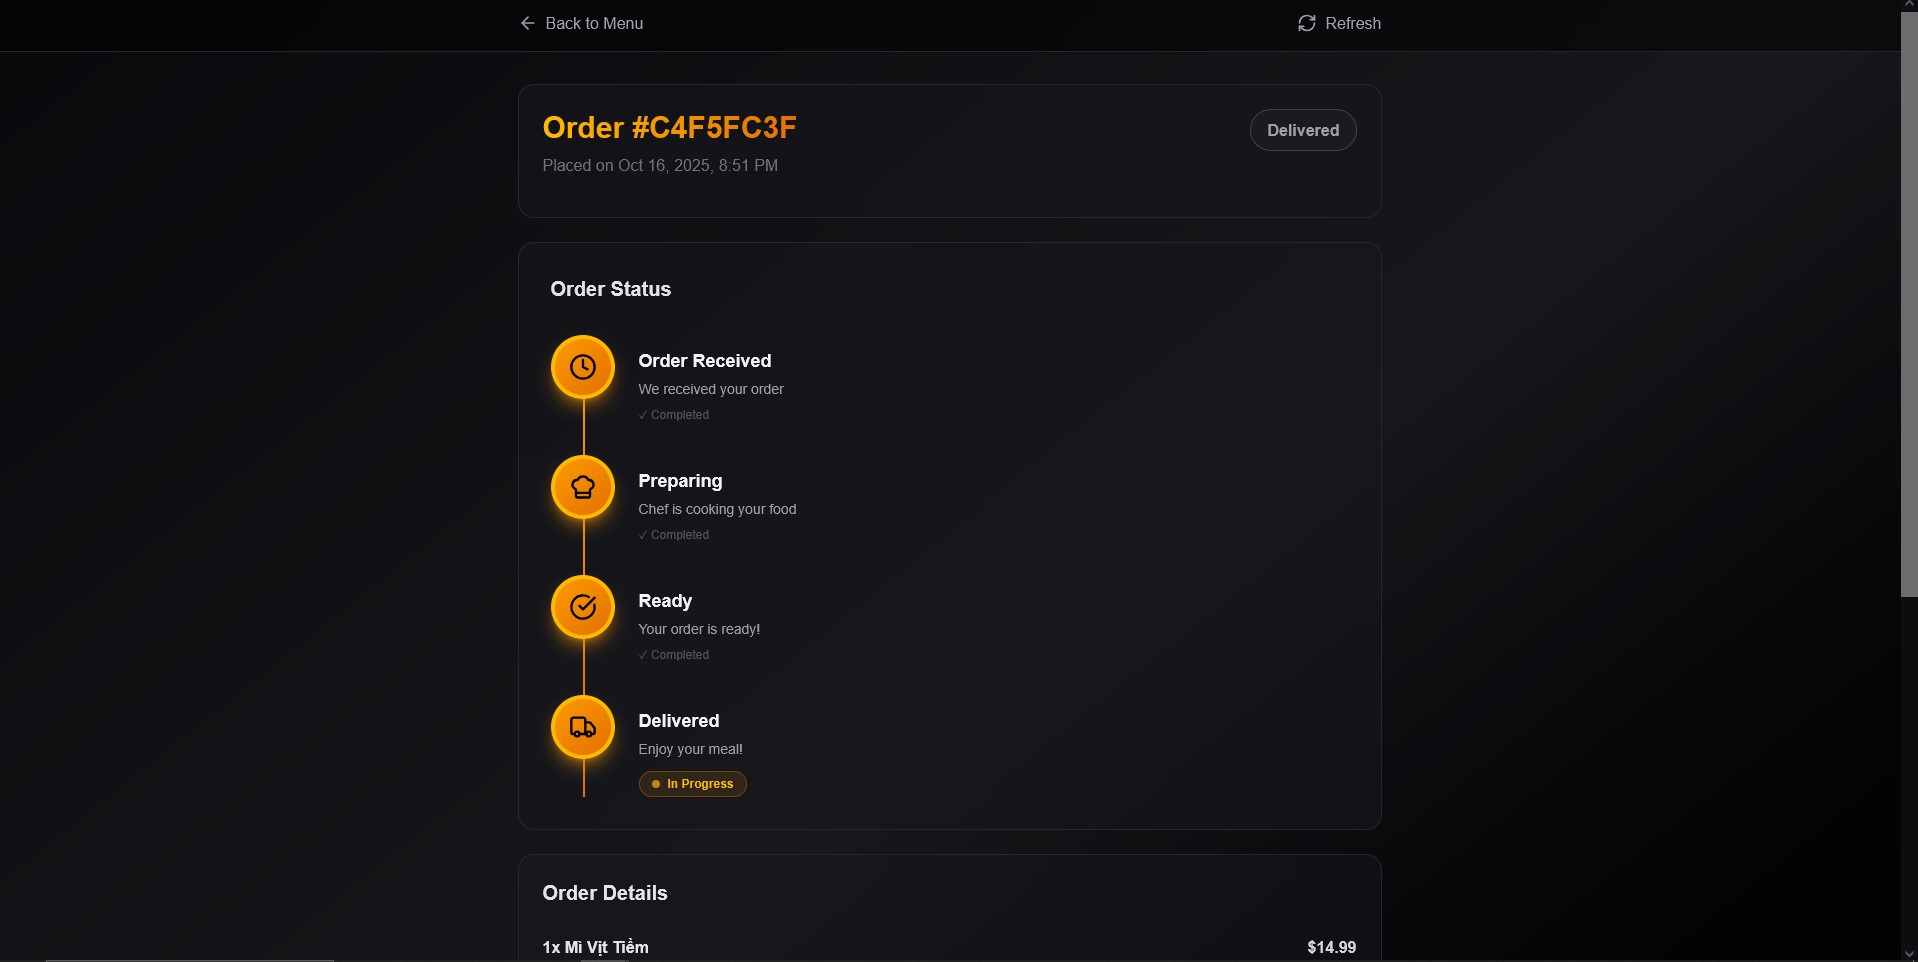 Back to Menu
Refresh
Order #C4F5FC3F
Delivered
Placed on Oct 16, 2025, 8:51 PM
Order Status
Order Received
We received your order
✓ Completed
Preparing
Chef is cooking your food
✓ Completed
Ready
Your order is ready!
✓ Completed
Delivered
Enjoy your meal!
In Progress
Order Details
1x Mì Vịt Tiềm
$14.99